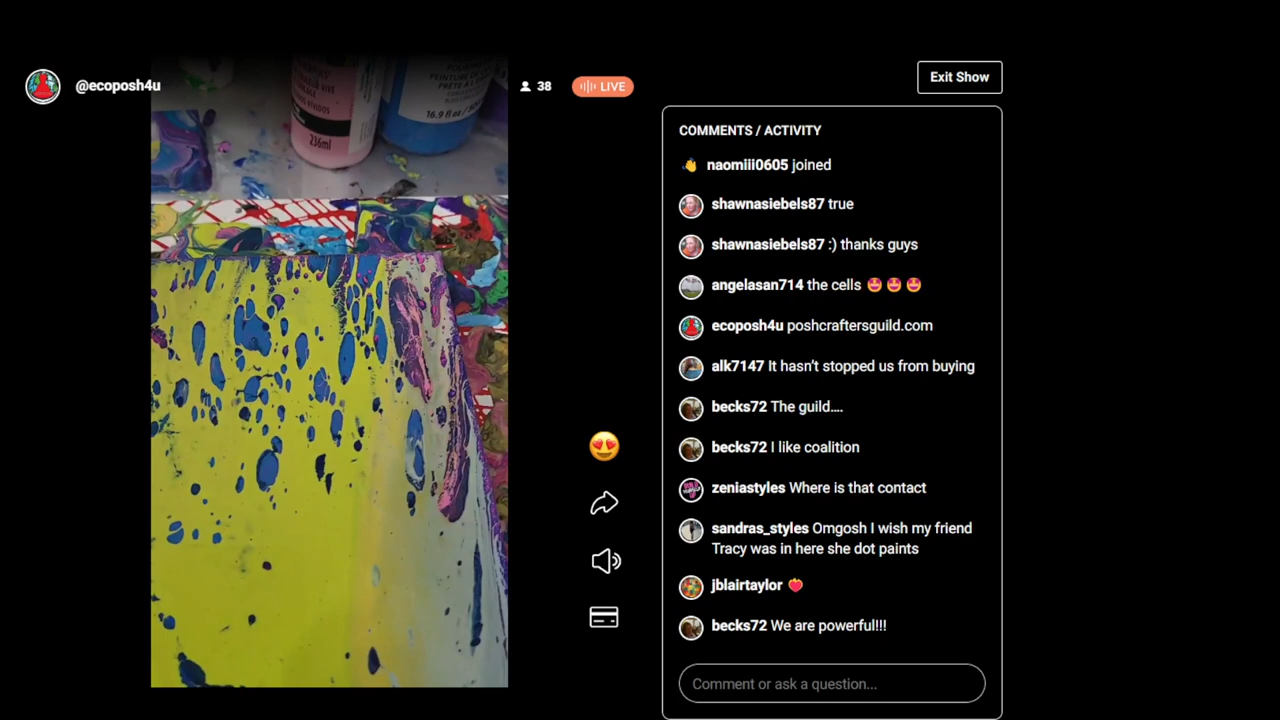 @ecoposh4u
38
LIVE
Exit Show
PEINTURE DE
PRÊTE À L'E
16.9 fl oz
236ml
COMMENTS / ACTIVITY
naomiii0605 joined
shawnasiebels87 true
shawnasiebels87 :) thanks guys
angelasan714 the cells 🤩🤩🤩
ecoposh4u poshcraftersguild.com
alk7147 It hasn't stopped us from buying
becks72 The guild....
becks72 I like coalition
zeniastyles Where is that contact
sandras_styles Omgosh I wish my friend
Tracy was in here she dot paints
jblairtaylor ❤️
becks72 We are powerful!!!
Comment or ask a question...